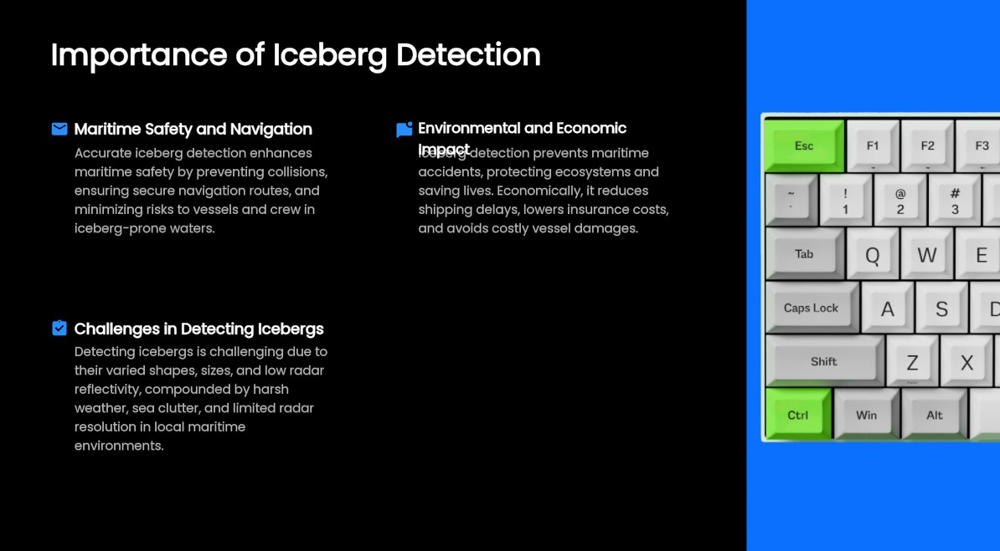 Importance of Iceberg Detection
Maritime Safety and Navigation
Accurate iceberg detection enhances
maritime safety by preventing collisions,
ensuring secure navigation routes, and
minimizing risks to vessels and crew in
iceberg-prone waters.
Environmental and Economic
Impact
Iceberg detection prevents maritime
accidents, protecting ecosystems and
saving lives. Economically, it reduces
shipping delays, lowers insurance costs,
and avoids costly vessel damages.
Challenges in Detecting Icebergs
Detecting icebergs is challenging due to
their varied shapes, sizes, and low radar
reflectivity, compounded by harsh
weather, sea clutter, and limited radar
resolution in local maritime
environments.
Esc F1 F2 F3
~ ! @ #
` 1 2 3
Tab Q W E
Caps Lock A S D
Shift Z X
Ctrl Win Alt